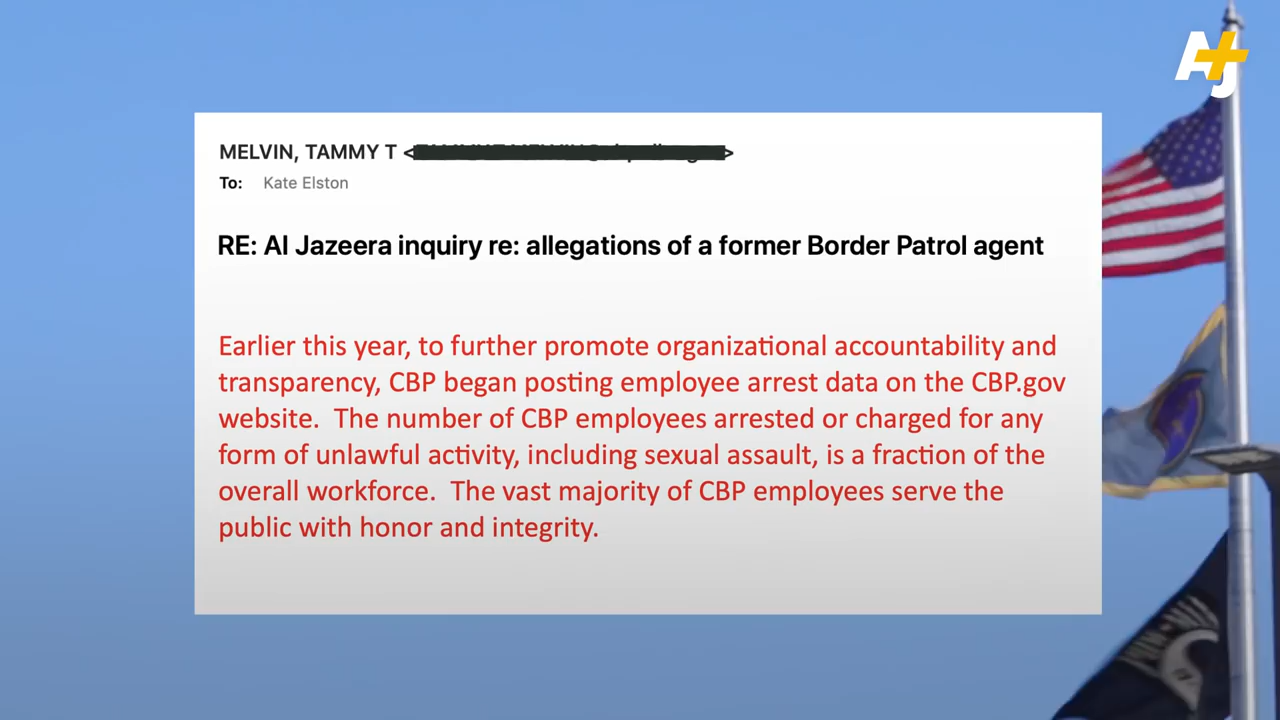 AJ+
MELVIN, TAMMY T < >
To: Kate Elston
RE: Al Jazeera inquiry re: allegations of a former Border Patrol agent
Earlier this year, to further promote organizational accountability and
transparency, CBP began posting employee arrest data on the CBP.gov
website.  The number of CBP employees arrested or charged for any
form of unlawful activity, including sexual assault, is a fraction of the
overall workforce.  The vast majority of CBP employees serve the
public with honor and integrity.